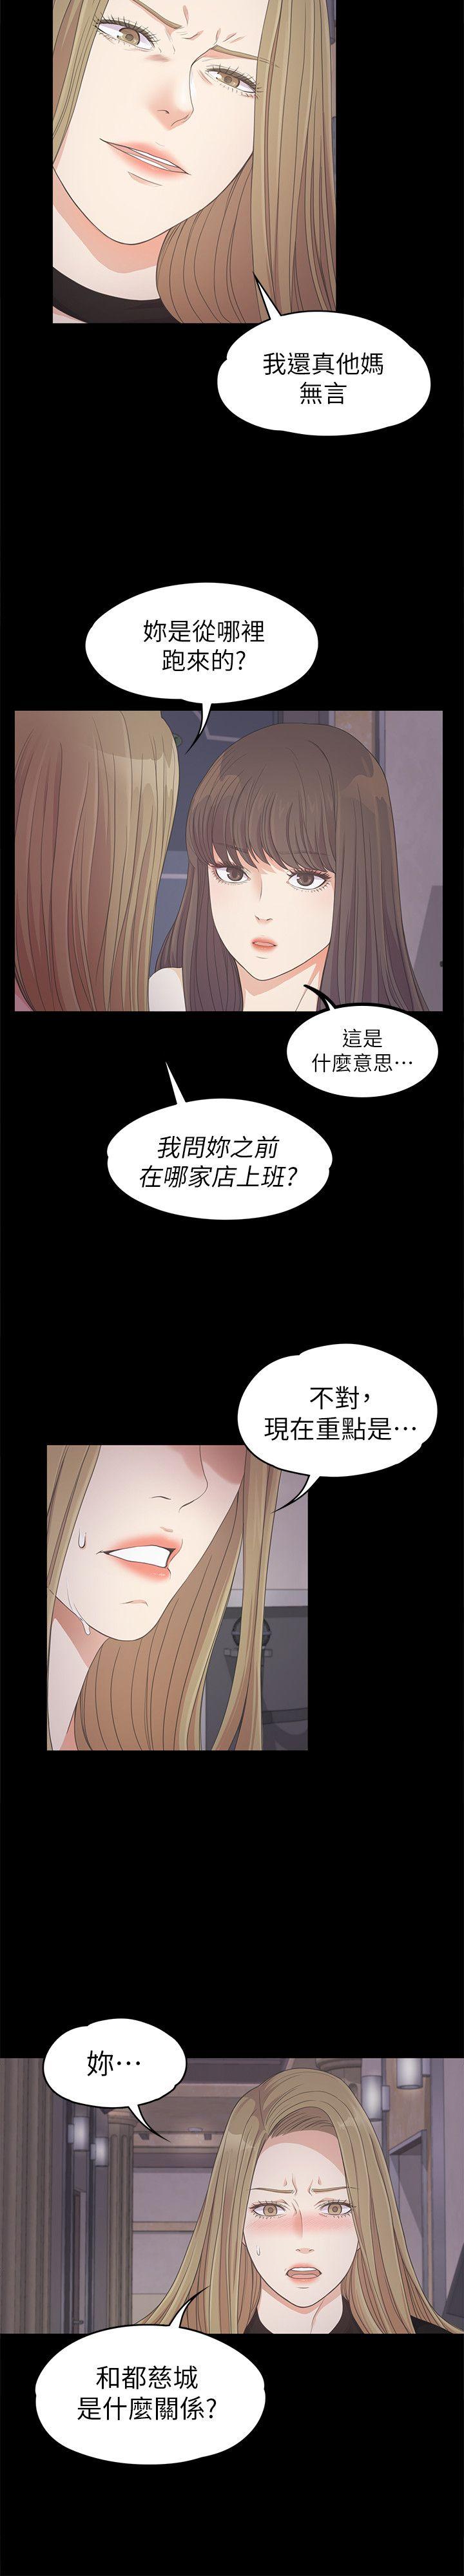 我還真他媽
無言
妳是從哪裡
跑來的?
這是
什麼意思⋯
我問妳之前
在哪家店上班?
不對,
現在重點是⋯
妳⋯
和都慈城
是什麼關係?